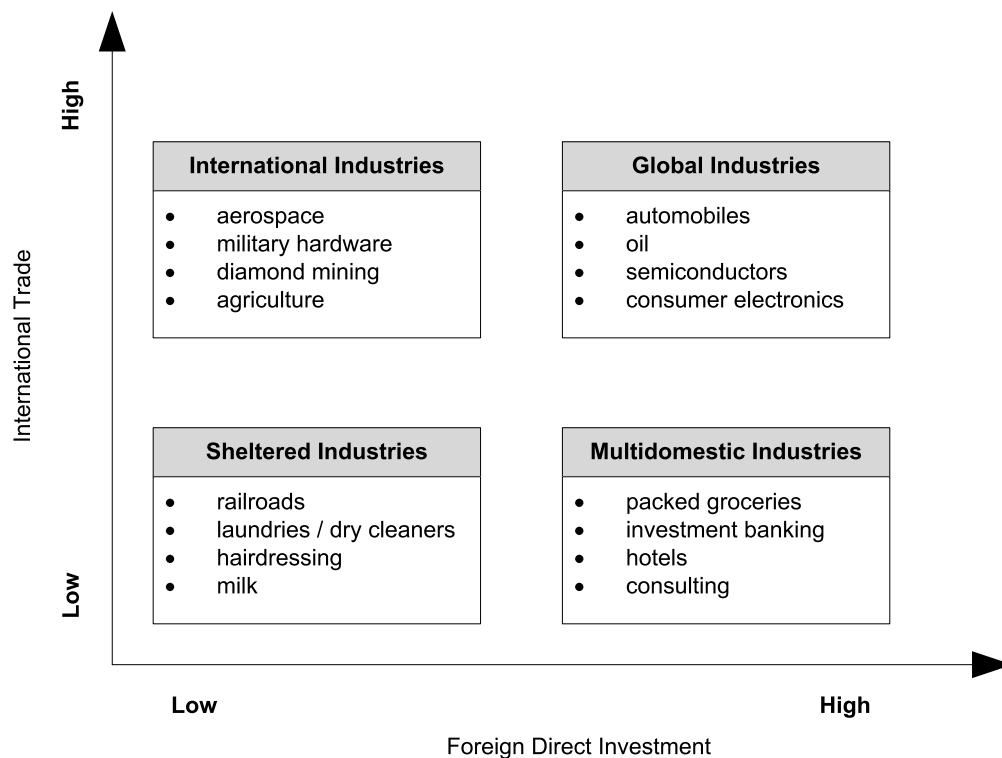 High
International Trade
Low
International Industries
• aerospace
• military hardware
• diamond mining
• agriculture
Global Industries
• automobiles
• oil
• semiconductors
• consumer electronics
Sheltered Industries
• railroads
• laundries / dry cleaners
• hairdressing
• milk
Multidomestic Industries
• packed groceries
• investment banking
• hotels
• consulting
Low
High
Foreign Direct Investment